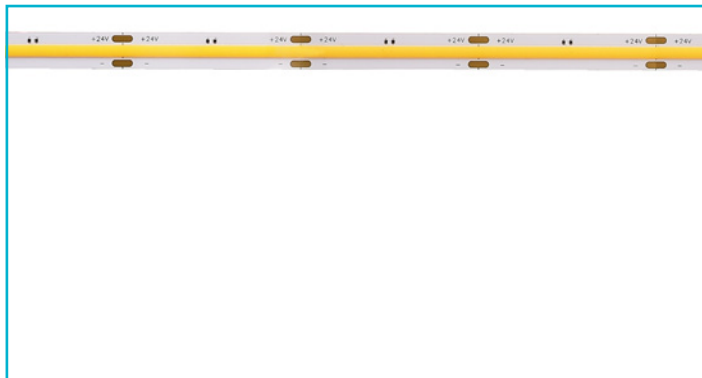 +24V +24V +24V +24V +24V +24V +24V +24V
- - - - - - - -